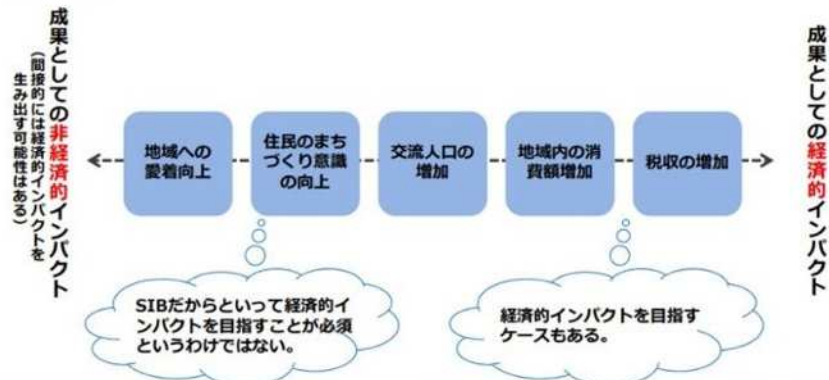 成果としての非経済的インパクト
（間接的には経済的インパクトを
生み出す可能性はある）
地域への
愛着向上
住民のまち
づくり意識
の向上
交流人口の
増加
地域内の消
費額増加
税収の増加
成果としての経済的インパクト
SIBだからといって経済的イ
ンパクトを目指すことが必須
というわけではない。
経済的インパクトを目指す
ケースもある。